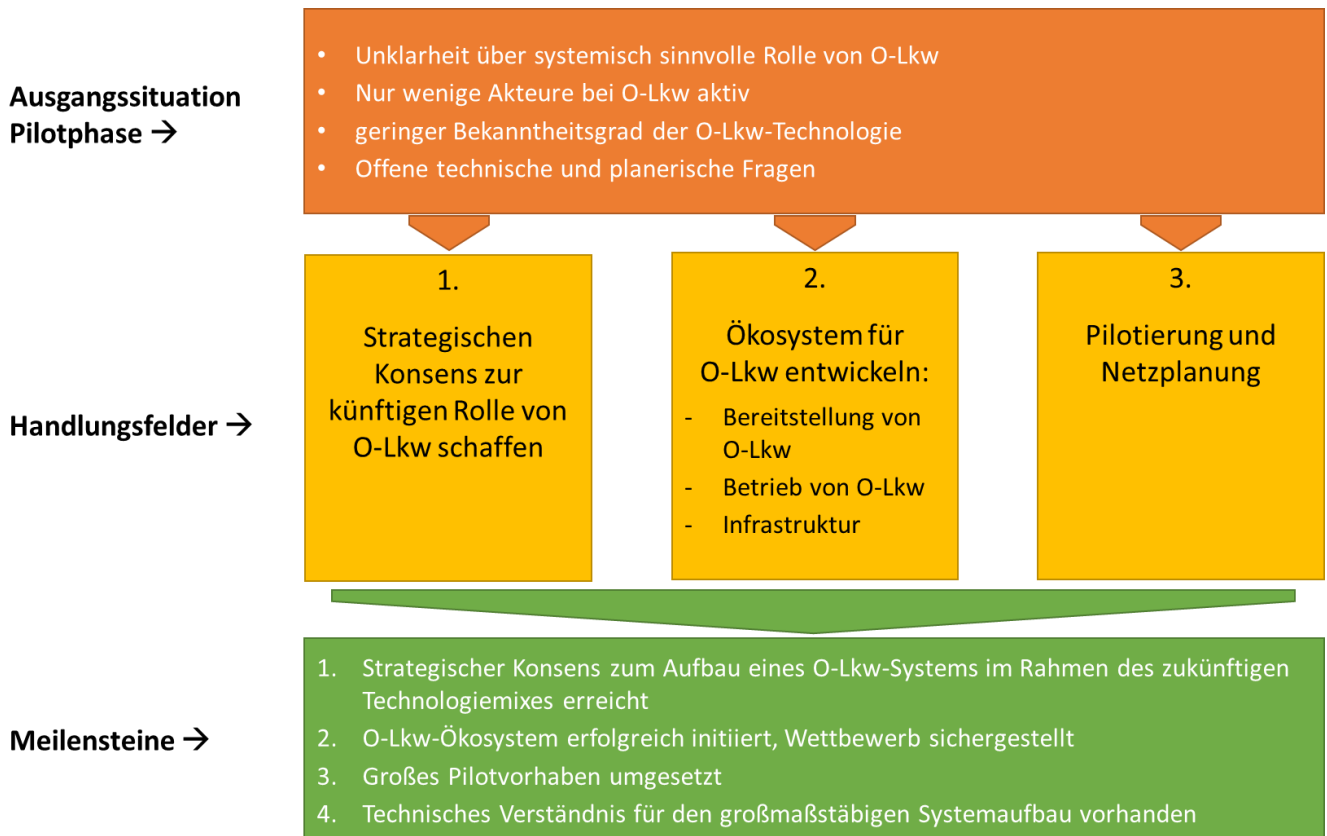 Ausgangssituation
Pilotphase →
• Unklarheit über systemisch sinnvolle Rolle von O-Lkw
• Nur wenige Akteure bei O-Lkw aktiv
• geringer Bekanntheitsgrad der O-Lkw-Technologie
• Offene technische und planerische Fragen
Handlungsfelder →
1.
Strategischen
Konsens zur
künftigen Rolle von
O-Lkw schaffen
2.
Ökosystem für
O-Lkw entwickeln:
- Bereitstellung von
O-Lkw
- Betrieb von O-Lkw
- Infrastruktur
3.
Pilotierung und
Netzplanung
Meilensteine →
1. Strategischer Konsens zum Aufbau eines O-Lkw-Systems im Rahmen des zukünftigen
Technologiemixes erreicht
2. O-Lkw-Ökosystem erfolgreich initiiert, Wettbewerb sichergestellt
3. Großes Pilotvorhaben umgesetzt
4. Technisches Verständnis für den großmaßstäbigen Systemaufbau vorhanden